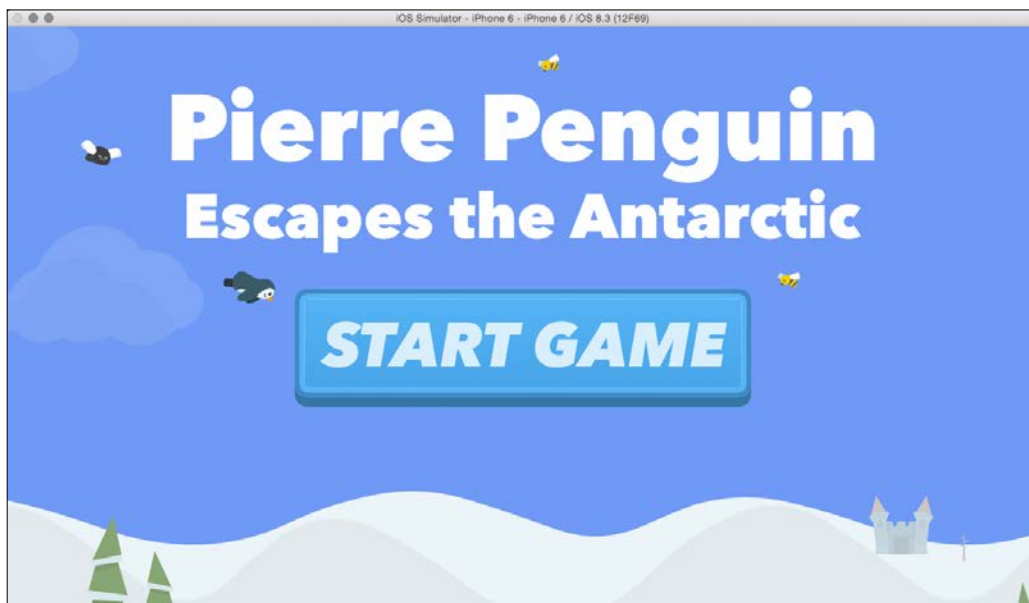 iOS Simulator - iPhone 6 - iPhone 6 / iOS 8.3 (12F69)
Pierre Penguin
Escapes the Antarctic
START GAME